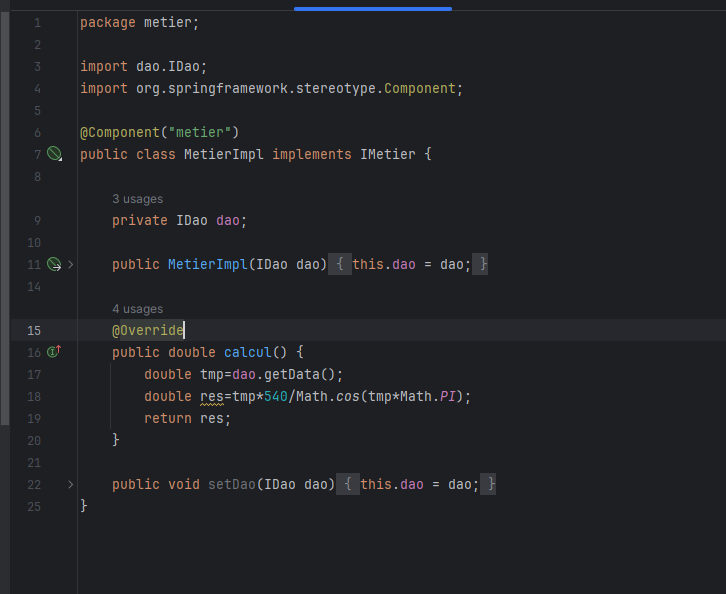 1 package metier;
2
3 import dao.IDao;
4 import org.springframework.stereotype.Component;
5
6 @Component("metier")
7 public class MetierImpl implements IMetier {
8
3 usages
9 private IDao dao;
10
11 public MetierImpl(IDao dao) { this.dao = dao; }
14
4 usages
15 @Override
16 public double calcul() {
17 double tmp=dao.getData();
18 double res=tmp*540/Math.cos(tmp*Math.PI);
19 return res;
20 }
21
22 public void setDao(IDao dao) { this.dao = dao; }
25 }